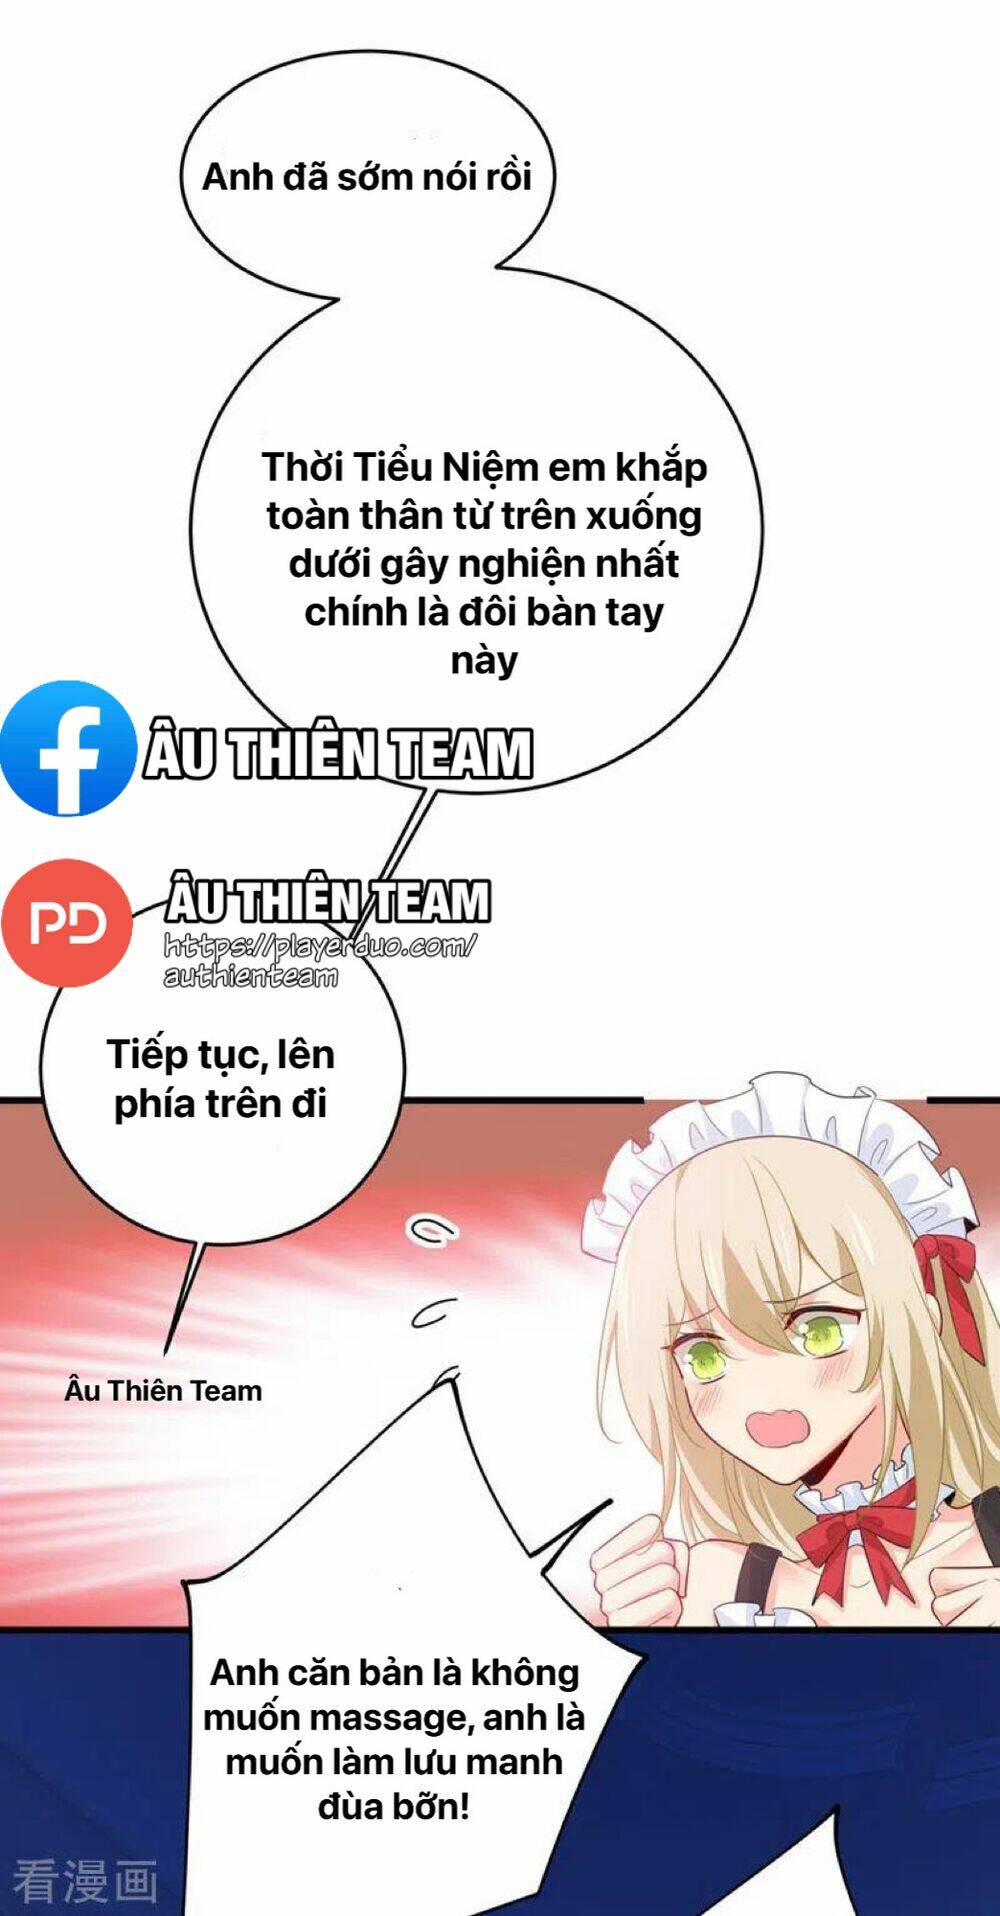 Anh đã sớm nói rồi
Thời Tiểu Niệm em khắp
toàn thân từ trên xuống
dưới gây nghiện nhất
chính là đôi bàn tay
này
f ÂU THIÊN TEAM
PD ÂU THIÊN TEAM
https://playerduo.com/
authienteam
Tiếp tục, lên
phía trên đi
Âu Thiên Team
Anh căn bản là không
muốn massage, anh là
muốn làm lưu manh
đùa bỡn!
看漫画